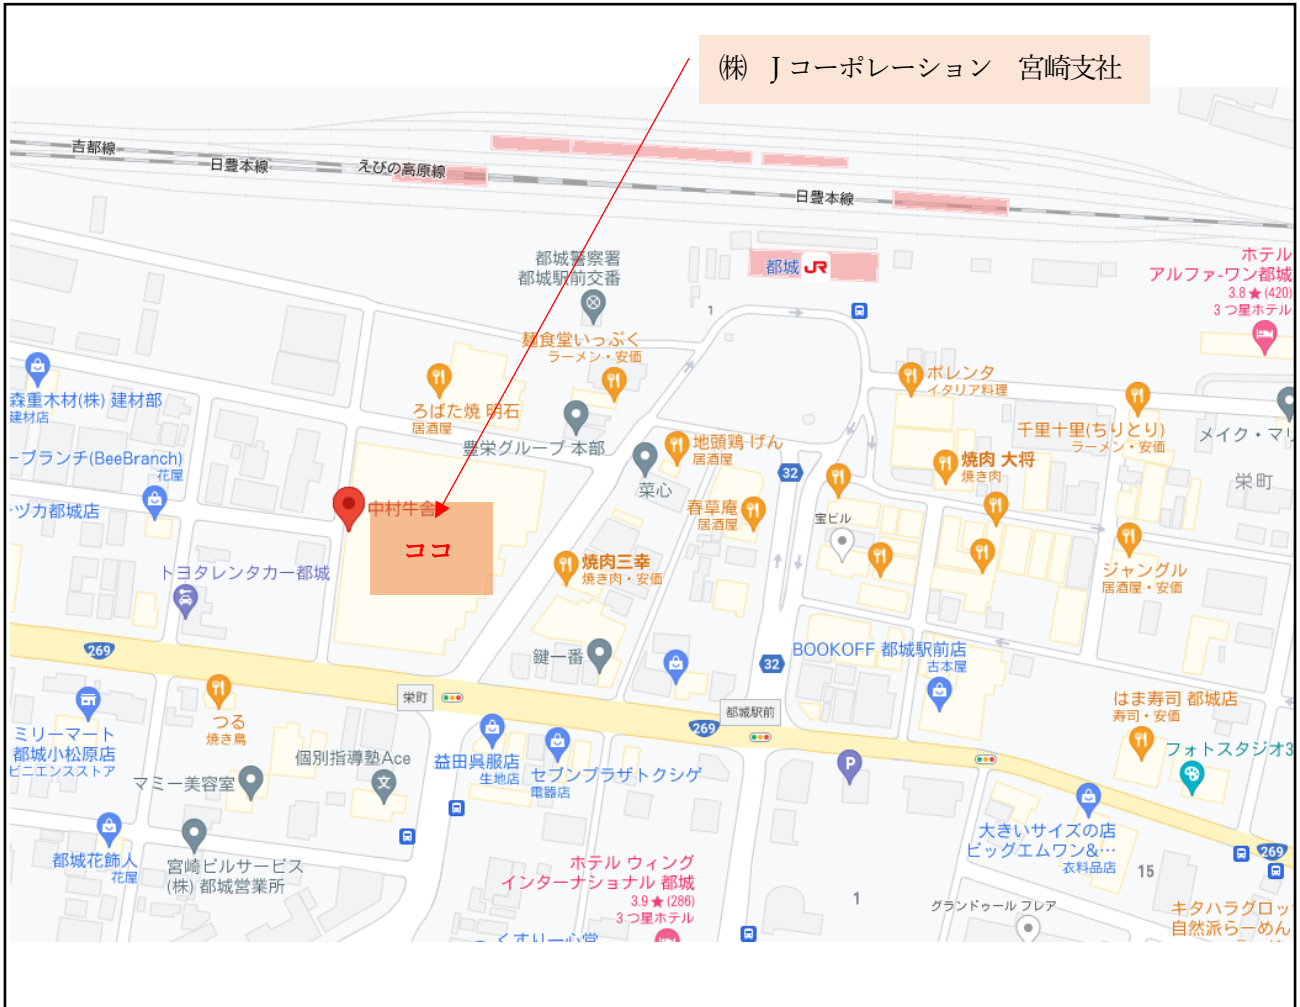 ㈱ Jコーポレーション 宮崎支社
吉都線
日豊本線
えびの高原線
日豊本線
都城警察署
都城駅前交番
都城
JR
ホテル
アルファ-ワン都城
3.8★(420)
3つ星ホテル
1
麺食堂いっぷく
ラーメン・安価
森重木材(株) 建材部
建材店
ろばた焼 明石
居酒屋
ポレンタ
イタリア料理
千里十里(ちりとり)
ラーメン・安価
メイク・マリ
豊栄グループ 本部
地頭鶏 げん
居酒屋
ーブランチ(BeeBranch)
花屋
32
焼肉 大将
焼き肉
栄町
菜心
中村牛舎
春草庵
居酒屋
宝ビル
ヅカ都城店
ココ
焼肉三幸
焼き肉・安価
トヨタレンタカー都城
ジャングル
居酒屋・安価
269
鍵一番
32
BOOKOFF 都城駅前店
古本屋
栄町
都城駅前
269
つる
焼き鳥
はま寿司 都城店
寿司・安価
ミリーマート
都城小松原店
ビニエンスストア
個別指導塾Ace
益田呉服店
生地店
セブンプラザトクシゲ
電器店
フォトスタジオ3
マミー美容室
文
P
都城花飾人
花屋
宮崎ビルサービス
(株) 都城営業所
大きいサイズの店
ビッグエムワン&…
衣料品店
269
ホテル ウィング
インターナショナル 都城
3.9★(286)
3つ星ホテル
15
1
グランドゥール フレア
キタハラグロッ
自然派らーめん